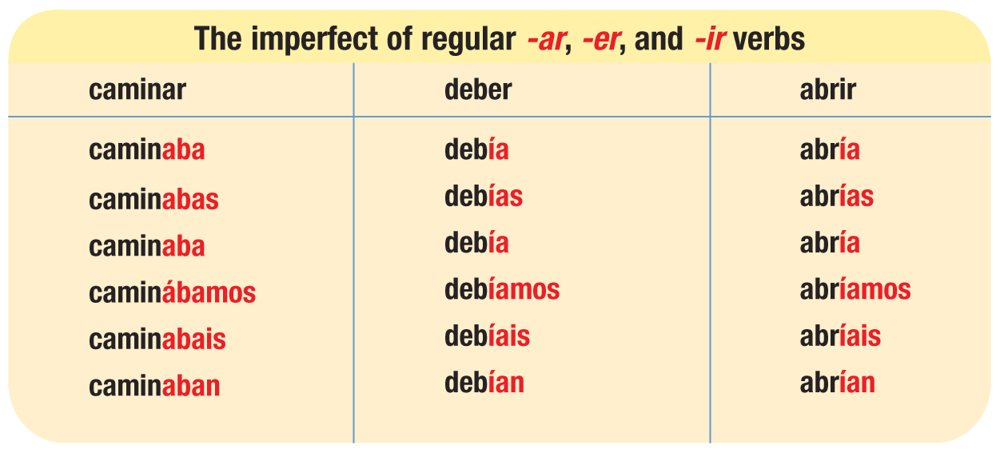 The imperfect of regular -ar, -er, and -ir verbs
caminar deber abrir
caminaba debía abría
caminabas debías abrías
caminaba debía abría
caminábamos debíamos abríamos
caminabais debíais abríais
caminaban debían abrían